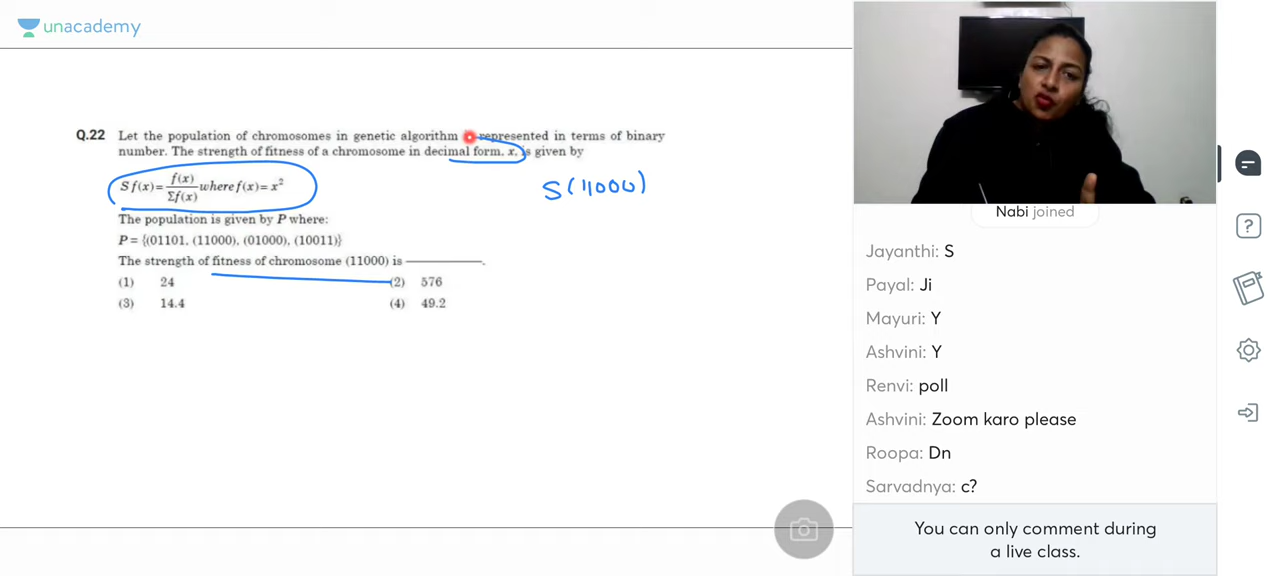 unacademy
Q.22 Let the population of chromosomes in genetic algorithm represented in terms of binary
number. The strength of fitness of a chromosome in decimal form, x, is given by
S f(x) = f(x) / Σf(x) where f(x) = x²
S(11000)
The population is given by P where:
P = {(01101, (11000), (01000), (10011)}
The strength of fitness of chromosome (11000) is ________.
(1) 24 (2) 576
(3) 14.4 (4) 49.2
Nabi joined
Jayanthi: S
Payal: Ji
Mayuri: Y
Ashvini: Y
Renvi: poll
Ashvini: Zoom karo please
Roopa: Dn
Sarvadnya: c?
You can only comment during
a live class.
?